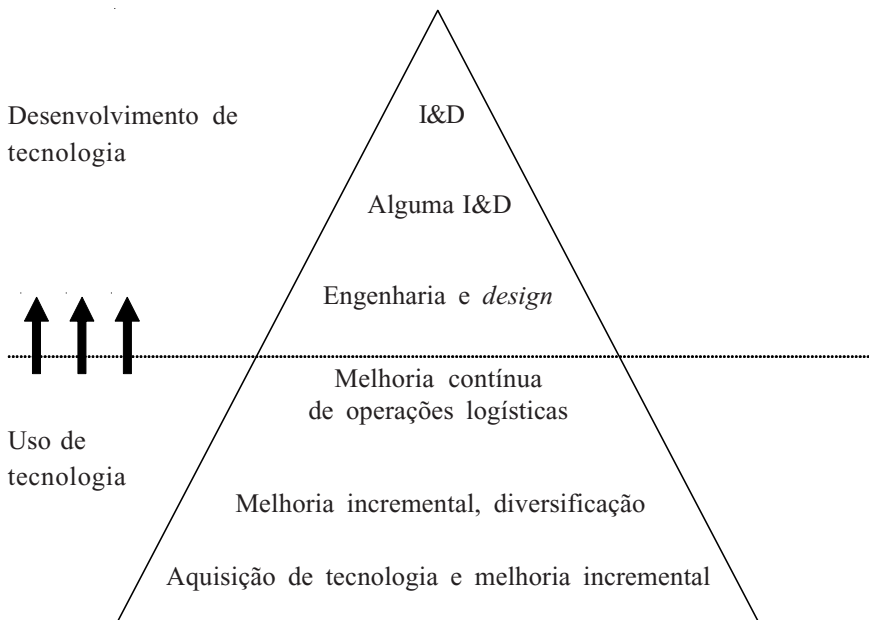 Desenvolvimento de
tecnologia
I&D
Alguma I&D
Engenharia e design
Melhoria contínua
de operações logísticas
Uso de
tecnologia
Melhoria incremental, diversificação
Aquisição de tecnologia e melhoria incremental